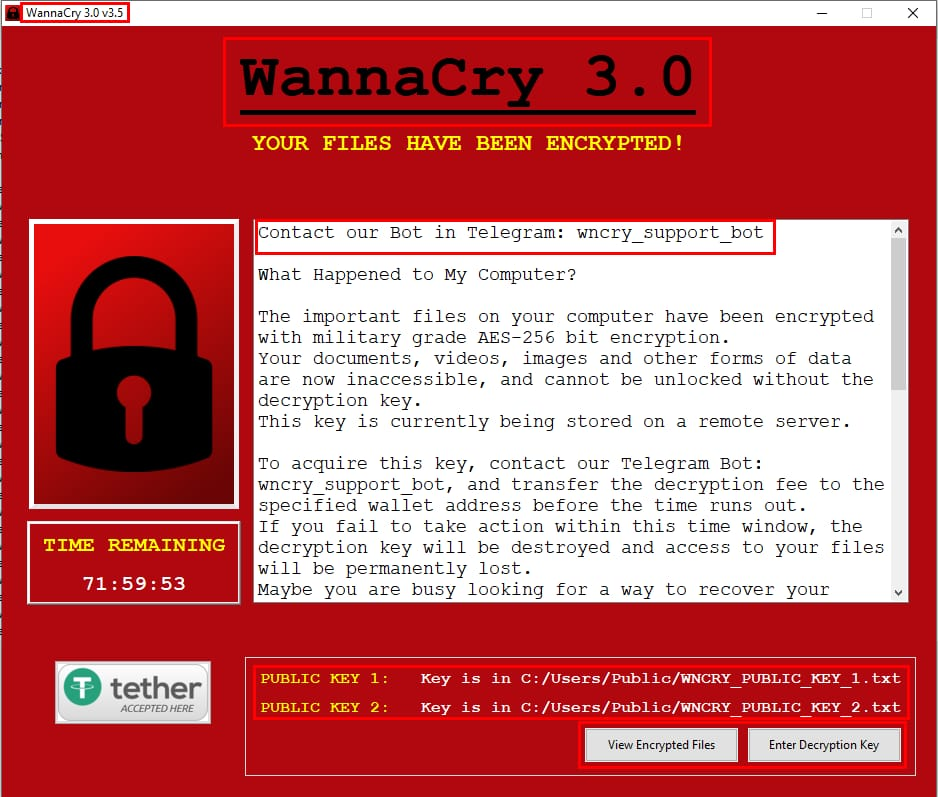 WannaCry 3.0 v3.5
WannaCry 3.0
YOUR FILES HAVE BEEN ENCRYPTED!
Contact our Bot in Telegram: wncry_support_bot
What Happened to My Computer?
The important files on your computer have been encrypted
with military grade AES-256 bit encryption.
Your documents, videos, images and other forms of data
are now inaccessible, and cannot be unlocked without the
decryption key.
This key is currently being stored on a remote server.
To acquire this key, contact our Telegram Bot:
wncry_support_bot, and transfer the decryption fee to the
specified wallet address before the time runs out.
If you fail to take action within this time window, the
decryption key will be destroyed and access to your files
will be permanently lost.
Maybe you are busy looking for a way to recover your
TIME REMAINING
71:59:53
tether
ACCEPTED HERE
PUBLIC KEY 1: Key is in C:/Users/Public/WNCRY_PUBLIC_KEY_1.txt
PUBLIC KEY 2: Key is in C:/Users/Public/WNCRY_PUBLIC_KEY_2.txt
View Encrypted Files
Enter Decryption Key